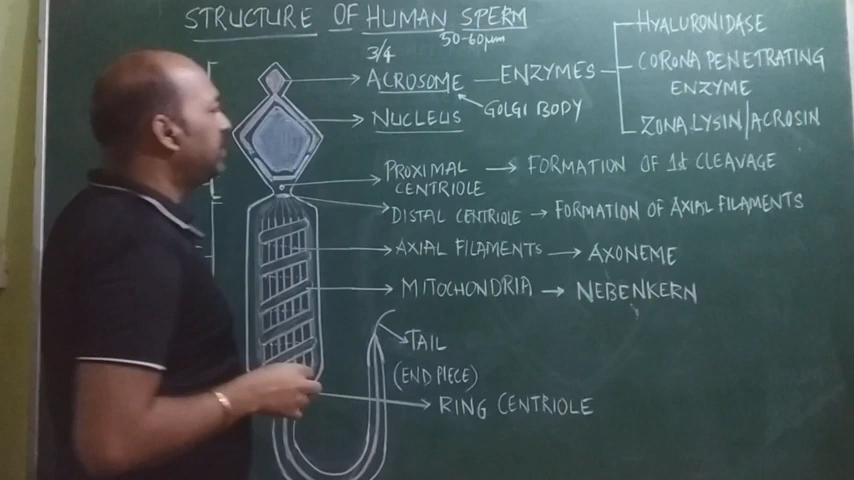 STRUCTURE OF HUMAN SPERM
50-60μm
3/4
ACROSOME — ENZYMES
HYALURONIDASE
CORONA PENETRATING
ENZYME
ZONALYSIN/ACROSIN
GOLGI BODY
NUCLEUS
PROXIMAL → FORMATION OF 1st CLEAVAGE
CENTRIOLE
DISTAL CENTRIOLE → FORMATION OF AXIAL FILAMENTS
AXIAL FILAMENTS → AXONEME
MITOCHONDRIA → NEBENKERN
TAIL
(END PIECE)
RING CENTRIOLE